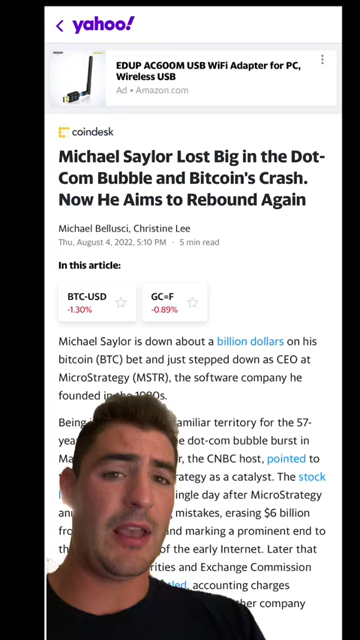 yahoo!
EDUP AC600M USB WiFi Adapter for PC,
Wireless USB
Ad • Amazon.com
coindesk
Michael Saylor Lost Big in the Dot-
Com Bubble and Bitcoin's Crash.
Now He Aims to Rebound Again
Michael Bellusci, Christine Lee
Thu, August 4, 2022, 5:10 PM · 5 min read
In this article:
BTC-USD
-1.30%
GC=F
-0.89%
Michael Saylor is down about a billion dollars on his
bitcoin (BTC) bet and just stepped down as CEO at
MicroStrategy (MSTR), the software company he
founded in the 1980s.
Being familiar territory for the 57-
the dot-com bubble burst in
the CNBC host, pointed to
as a catalyst. The stock
single day after MicroStrategy
mistakes, erasing $6 billion
and marking a prominent end to
of the early Internet. Later that
and Exchange Commission
accounting charges
company